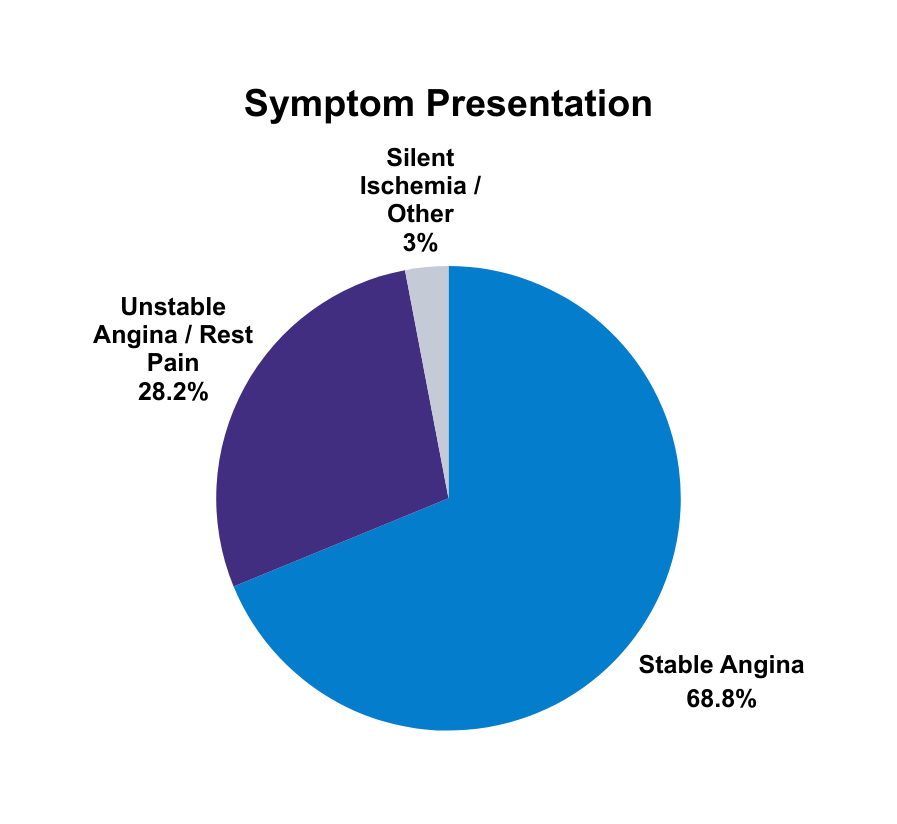 Symptom Presentation
Silent
Ischemia /
Other
3%
Unstable
Angina / Rest
Pain
28.2%
Stable Angina
68.8%